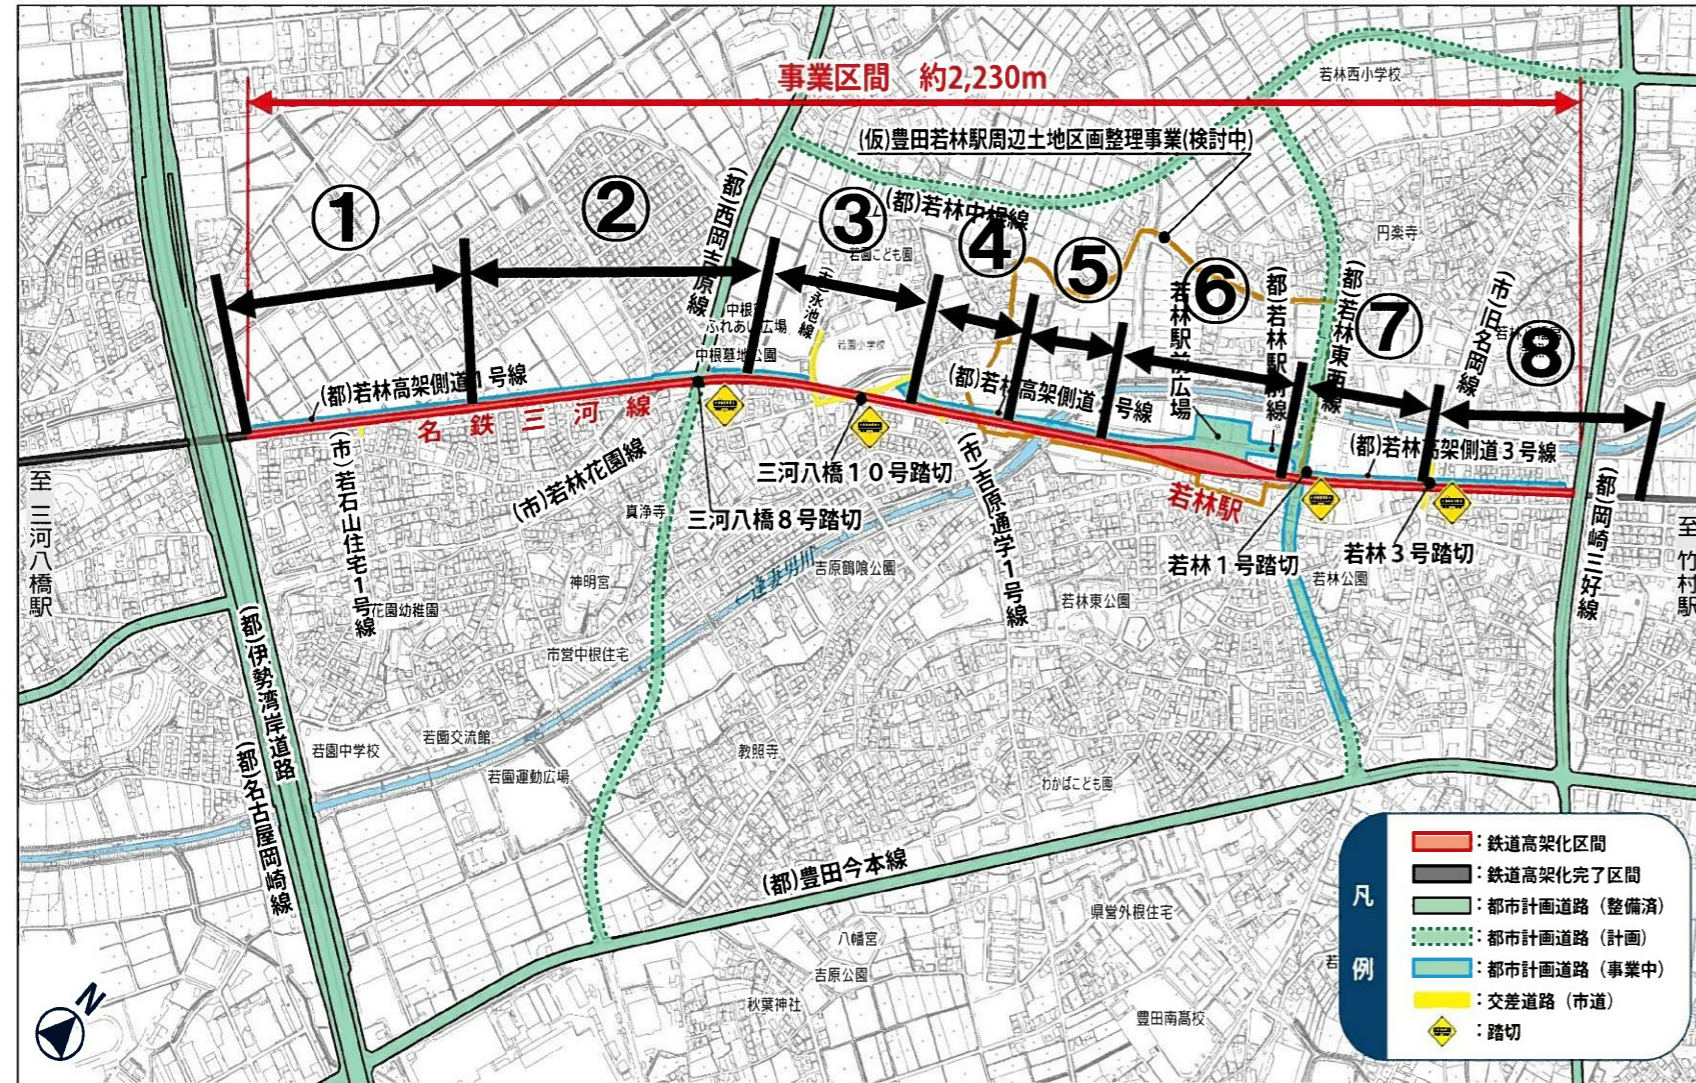 事業区間 約2,230m
若林西小学校
(仮)豊田若林駅周辺土地区画整理事業(検討中)
①
②
③
④
⑤
⑥
⑦
⑧
(都)西岡吉原線
(都)若林中根線
若園こども園
円楽寺
永池線
中根
ふれあい広場
中根墓地公園
若園小学校
若林駅前広場
(都)若林駅前線
(都)若林東西線
(市)旧名岡線
(都)若林高架側道1号線
(都)若林高架側道 号線
(都)若林高架側道3号線
名鉄三河線
(市)若石山住宅1号線
(市)若林花園線
三河八橋10号踏切
三河八橋8号踏切
(市)吉原通学1号線
若林駅
若林1号踏切
若林3号踏切
(都)岡崎三好線
至 三河八橋駅
至 竹村駅
真浄寺
神明宮
花園幼稚園
逢妻男川
吉原鶴喰公園
若林東公園
若林公園
市営中根住宅
(都)伊勢湾岸道路
(都)名古屋岡崎線
若園中学校
若園交流館
若園運動広場
教照寺
わかばこども園
(都)豊田今本線
県営外根住宅
八幡宮
吉原公園
秋葉神社
豊田南高校
N
凡例
:鉄道高架化区間
:鉄道高架化完了区間
:都市計画道路(整備済)
:都市計画道路(計画)
:都市計画道路(事業中)
:交差道路(市道)
:踏切